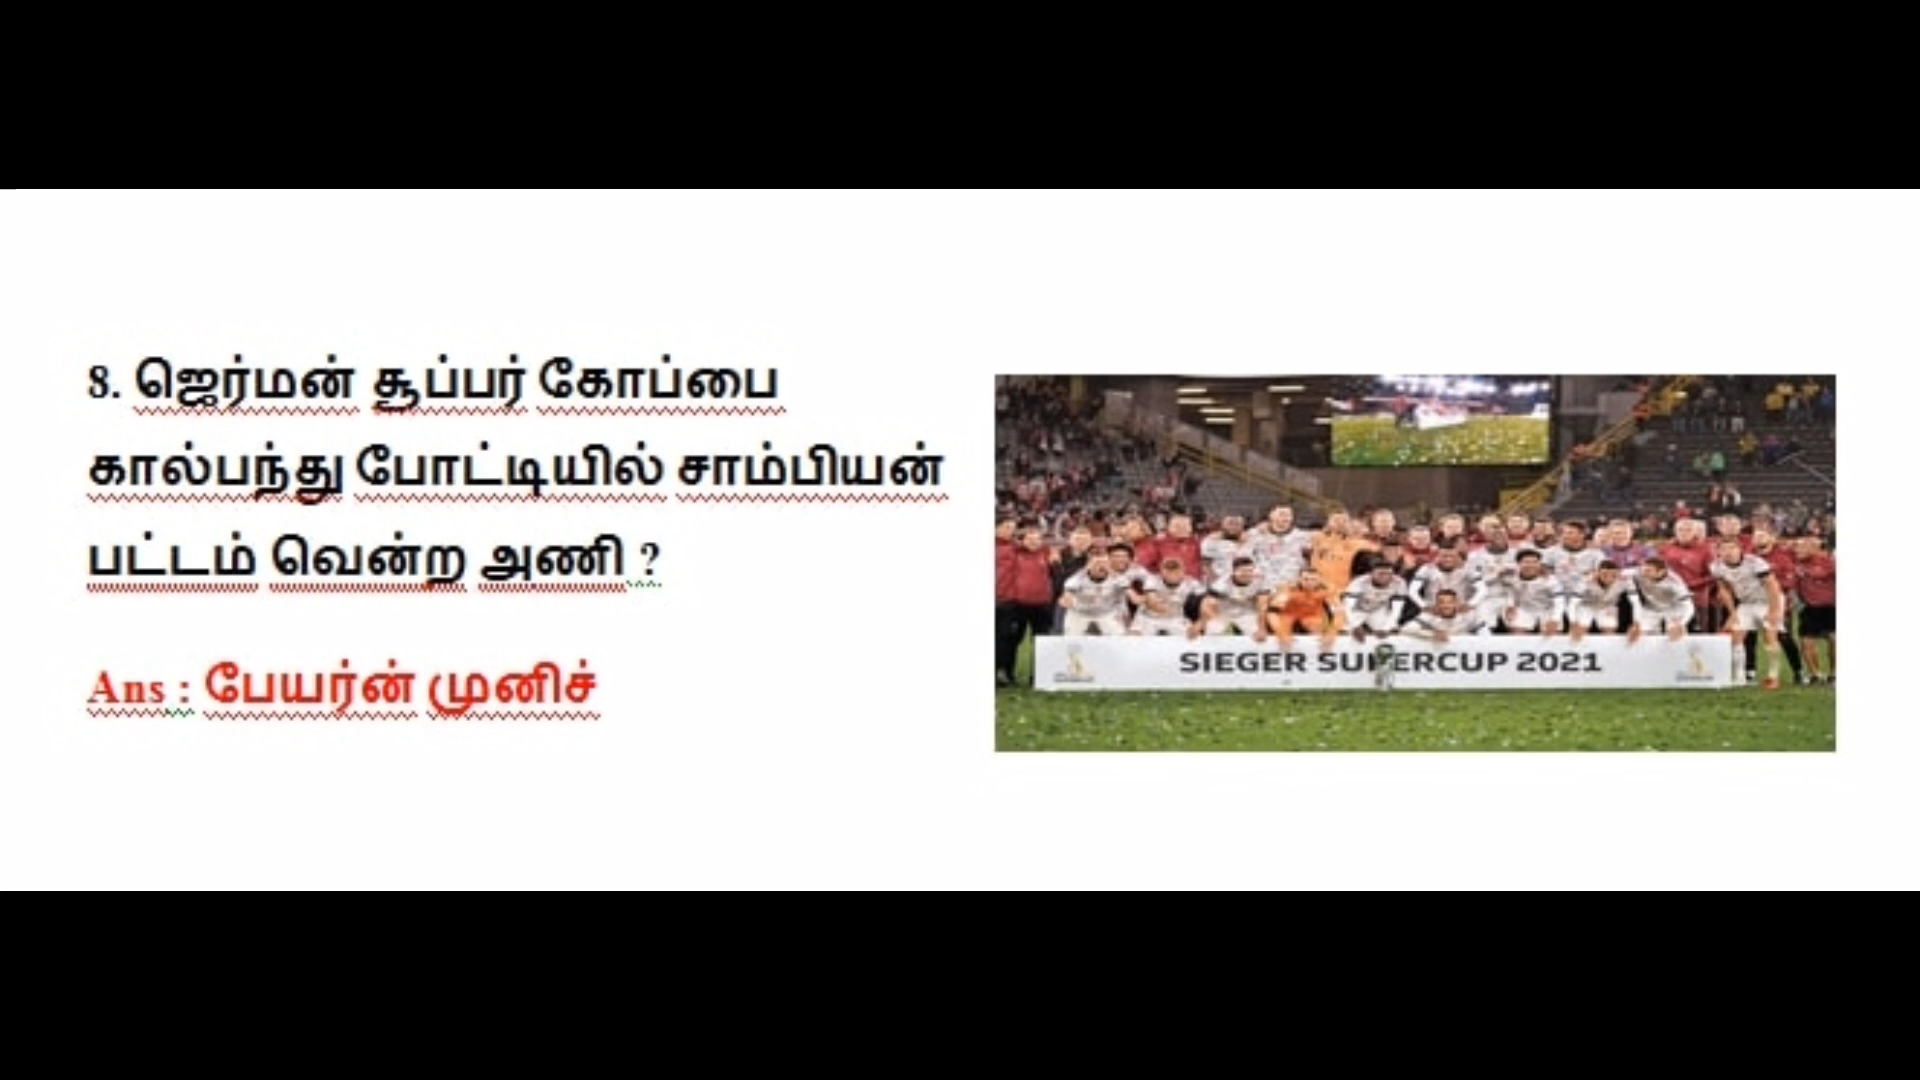 8. ஜெர்மன் சூப்பர் கோப்பை
கால்பந்து போட்டியில் சாம்பியன்
பட்டம் வென்ற அணி ?
Ans : பேயர்ன் முனிச்
SIEGER SUPERCUP 2021